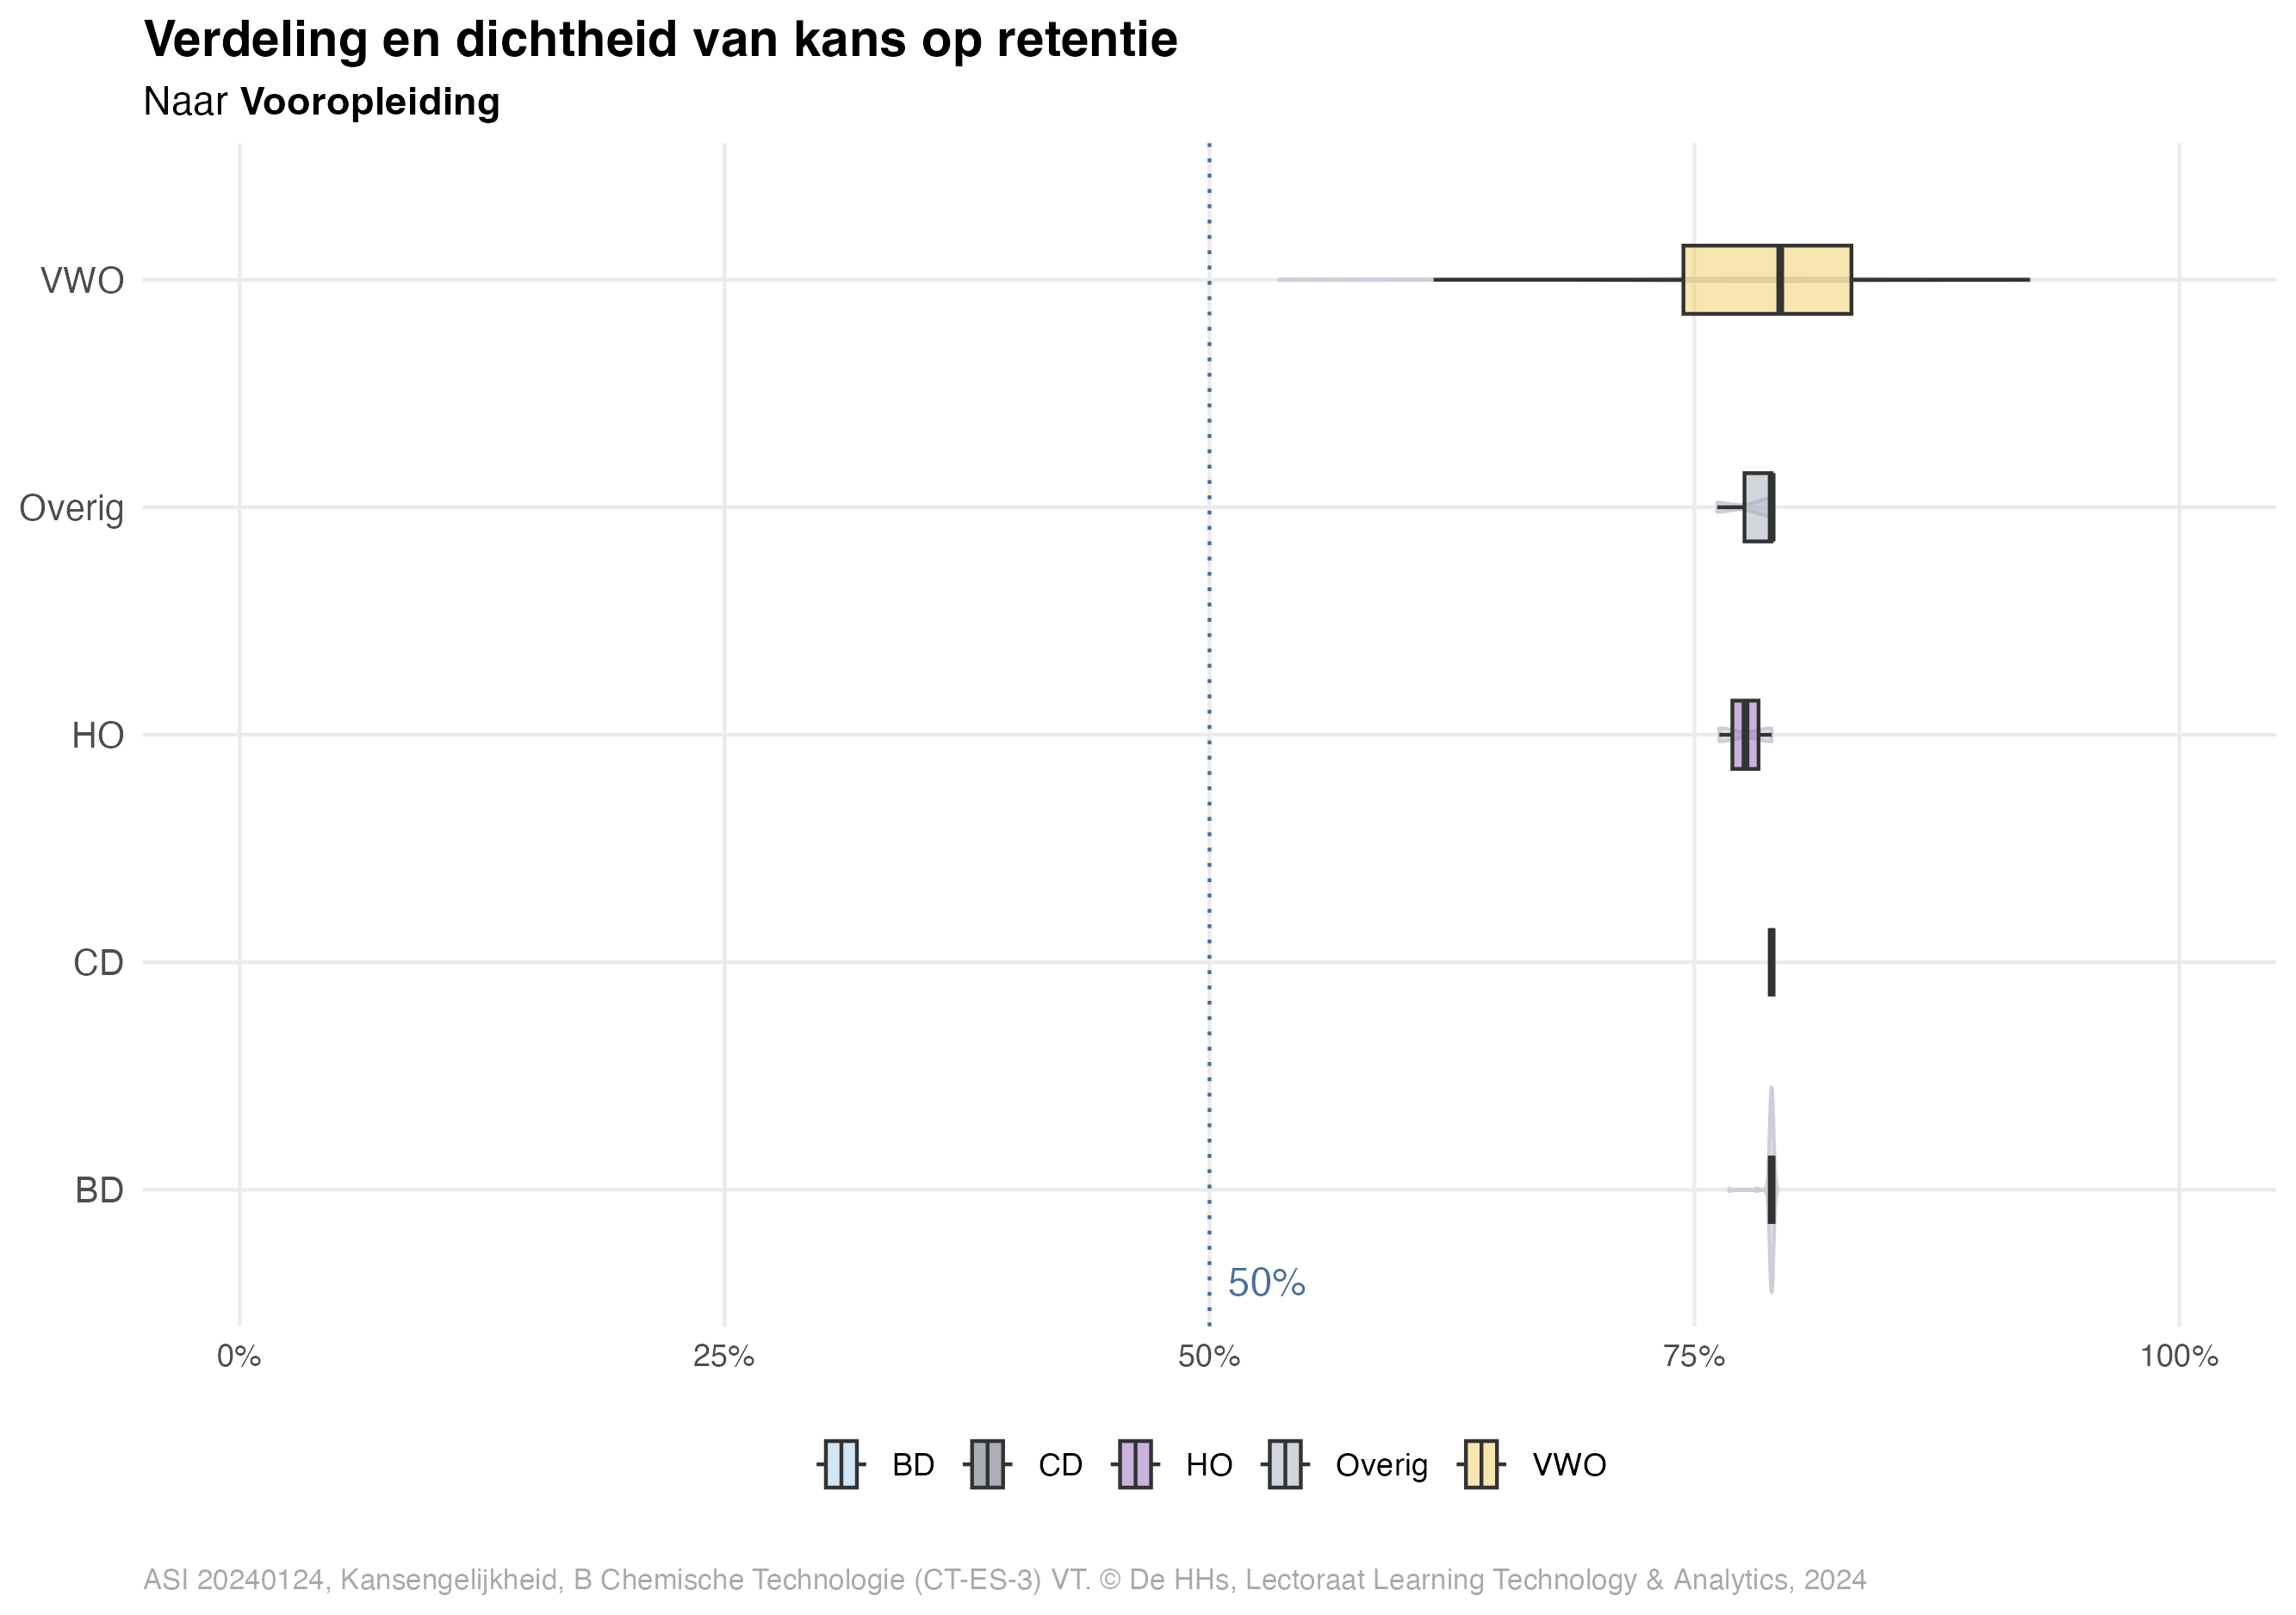 Verdeling en dichtheid van kans op retentie
Naar Vooropleiding
VWO
Overig
HO
CD
BD
50%
0% 25% 50% 75% 100%
BD CD HO Overig VWO
ASI 20240124, Kansengelijkheid, B Chemische Technologie (CT-ES-3) VT. © De HHs, Lectoraat Learning Technology & Analytics, 2024